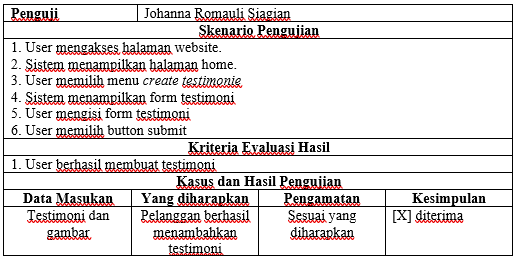 Penguji Johanna Romauli Siagian
Skenario Pengujian
1. User mengakses halaman website.
2. Sistem menampilkan halaman home.
3. User memilih menu create testimonie
4. Sistem menampilkan form testimoni
5. User mengisi form testimoni
6. User memilih button submit
Kriteria Evaluasi Hasil
1. User berhasil membuat testimoni
Kasus dan Hasil Pengujian
Data Masukan Yang diharapkan Pengamatan Kesimpulan
Testimoni dan gambar
Pelanggan berhasil menambahkan testimoni
Sesuai yang diharapkan
[X] diterima